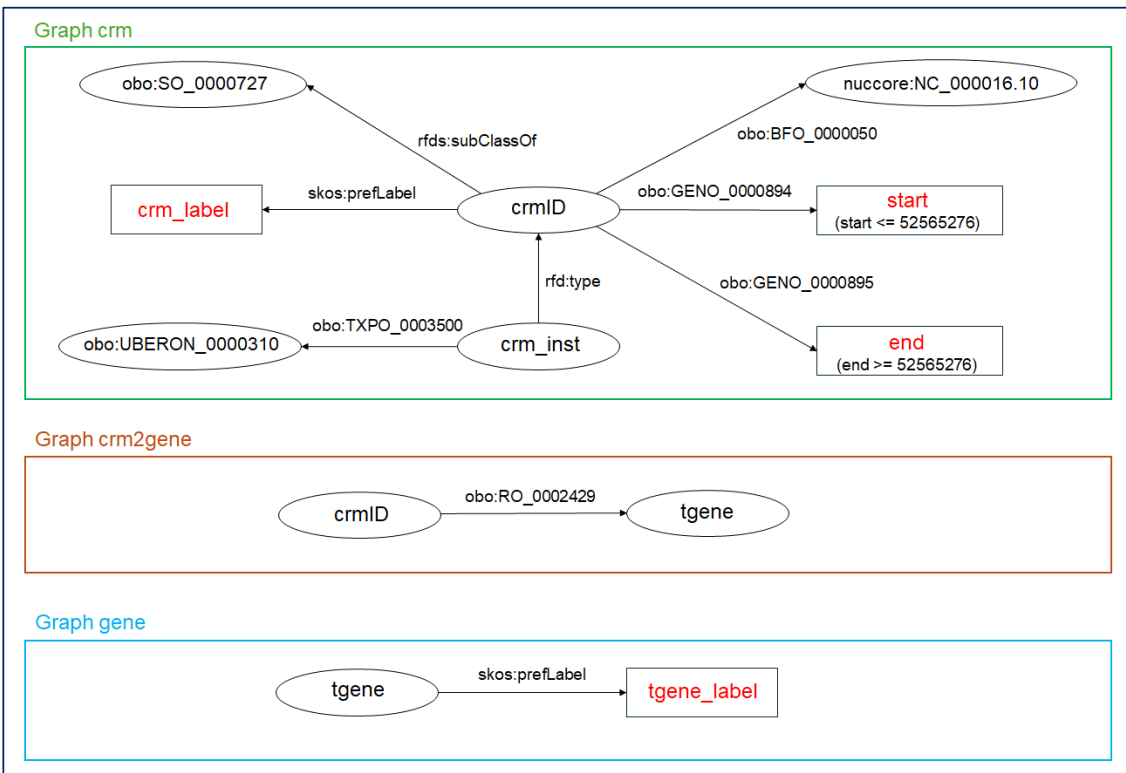 Graph crm
obo:SO_0000727
nuccore:NC_000016.10
rfds:subClassOf
obo:BFO_0000050
skos:prefLabel
obo:GENO_0000894
crm_label
crmID
start
(start <= 52565276)
rfd:type
obo:GENO_0000895
obo:TXPO_0003500
obo:UBERON_0000310
crm_inst
end
(end >= 52565276)
Graph crm2gene
obo:RO_0002429
crmID
tgene
Graph gene
skos:prefLabel
tgene
tgene_label